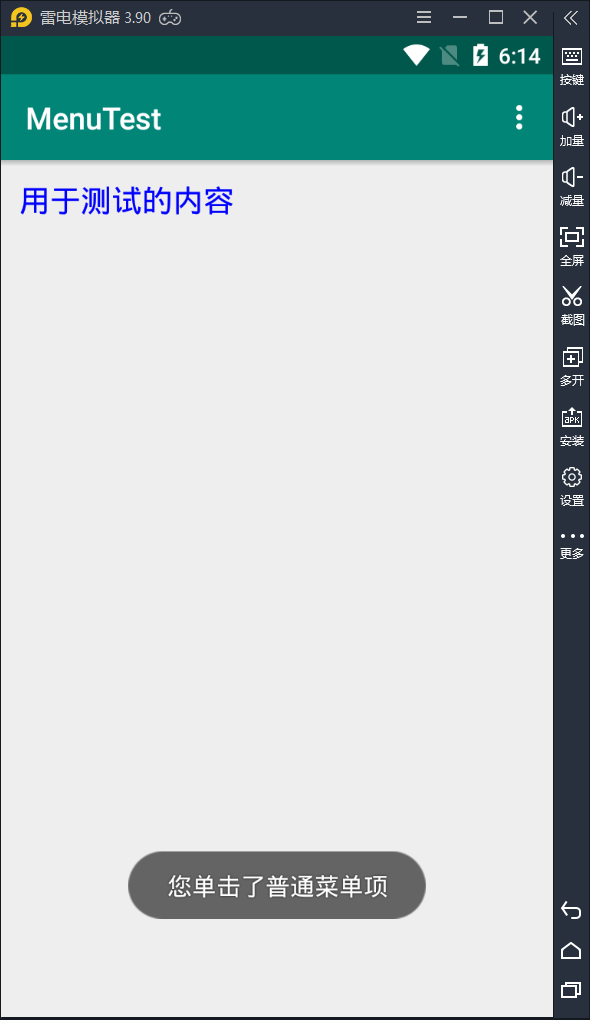 雷电模拟器 3.90
6:14
MenuTest
用于测试的内容
您单击了普通菜单项
按键
加量
减量
全屏
截图
多开
APK
安装
设置
更多